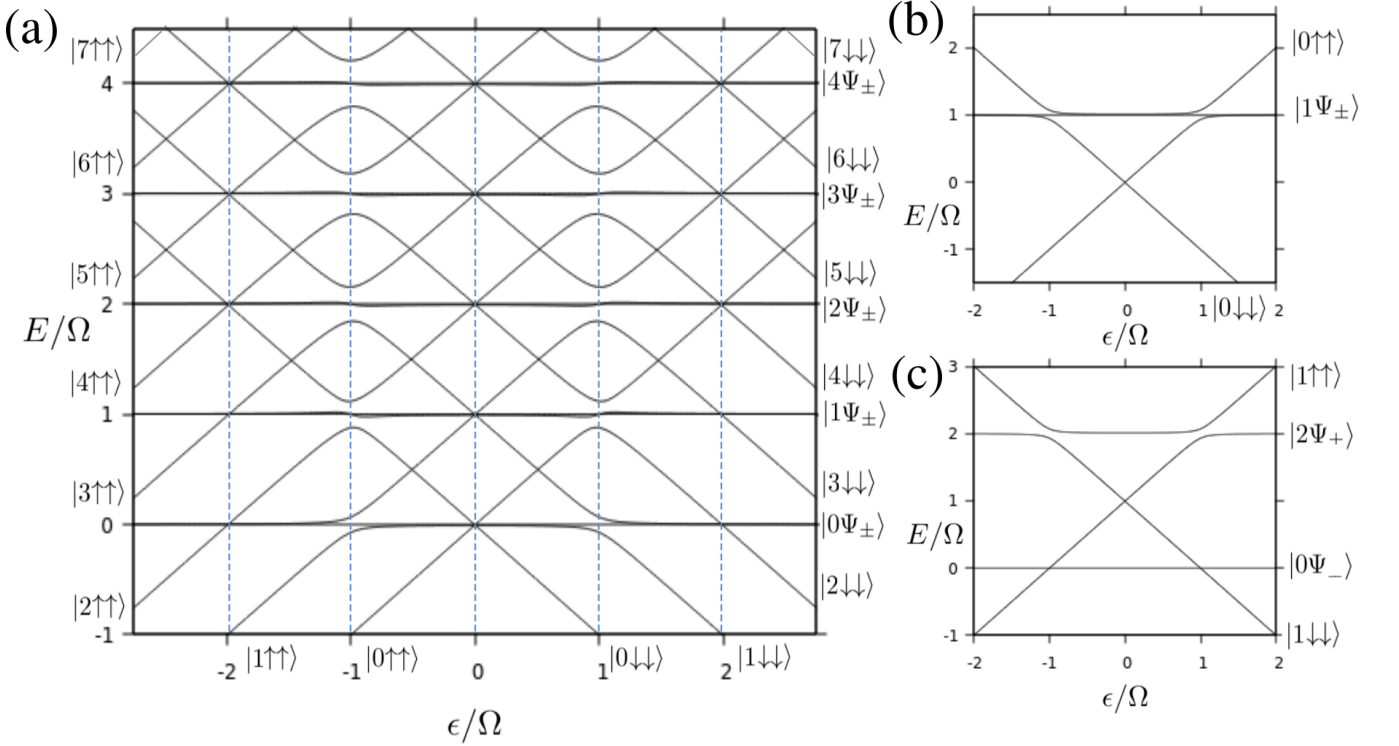 (a)
|7↑↑⟩
|7↓↓⟩
4
|4Ψ±⟩
|6↑↑⟩
|6↓↓⟩
3
|3Ψ±⟩
|5↑↑⟩
|5↓↓⟩
2
|2Ψ±⟩
E/Ω
|4↑↑⟩
|4↓↓⟩
1
|1Ψ±⟩
|3↑↑⟩
|3↓↓⟩
0
|0Ψ±⟩
|2↑↑⟩
|2↓↓⟩
-1
-2 |1↑↑⟩ -1 |0↑↑⟩ 0 1 |0↓↓⟩ 2 |1↓↓⟩
ϵ/Ω
(b)
2
|0↑↑⟩
1
|1Ψ±⟩
0
E/Ω
-1
-2 -1 0 1 |0↓↓⟩ 2
ϵ/Ω
(c)
3
|1↑↑⟩
2
|2Ψ+⟩
1
E/Ω
0
|0Ψ−⟩
-1
|1↓↓⟩
-2 -1 0 1 2
ϵ/Ω